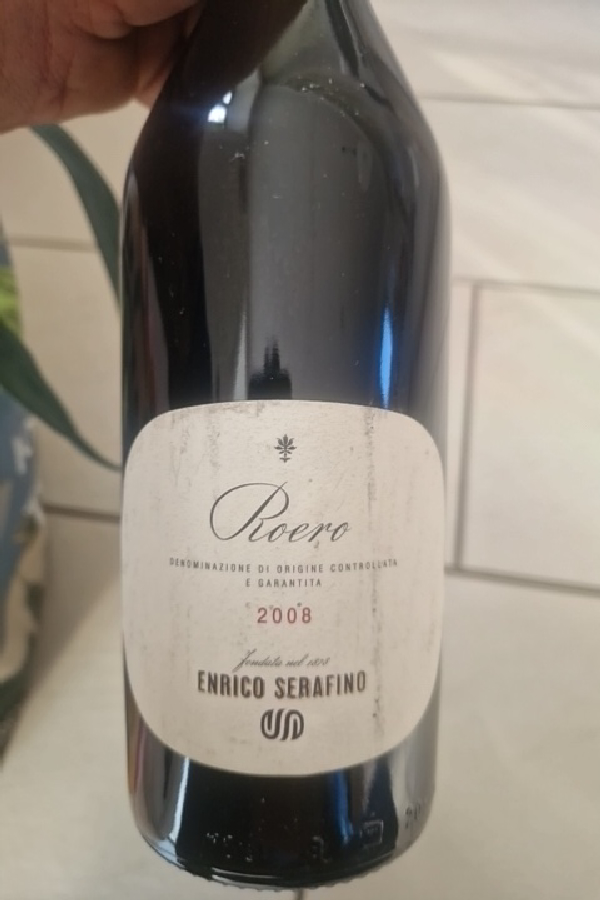 Roero
DENOMINAZIONE DI ORIGINE CONTROLLATA
E GARANTITA
2008
fondata nel 1878
ENRICO SERAFINO